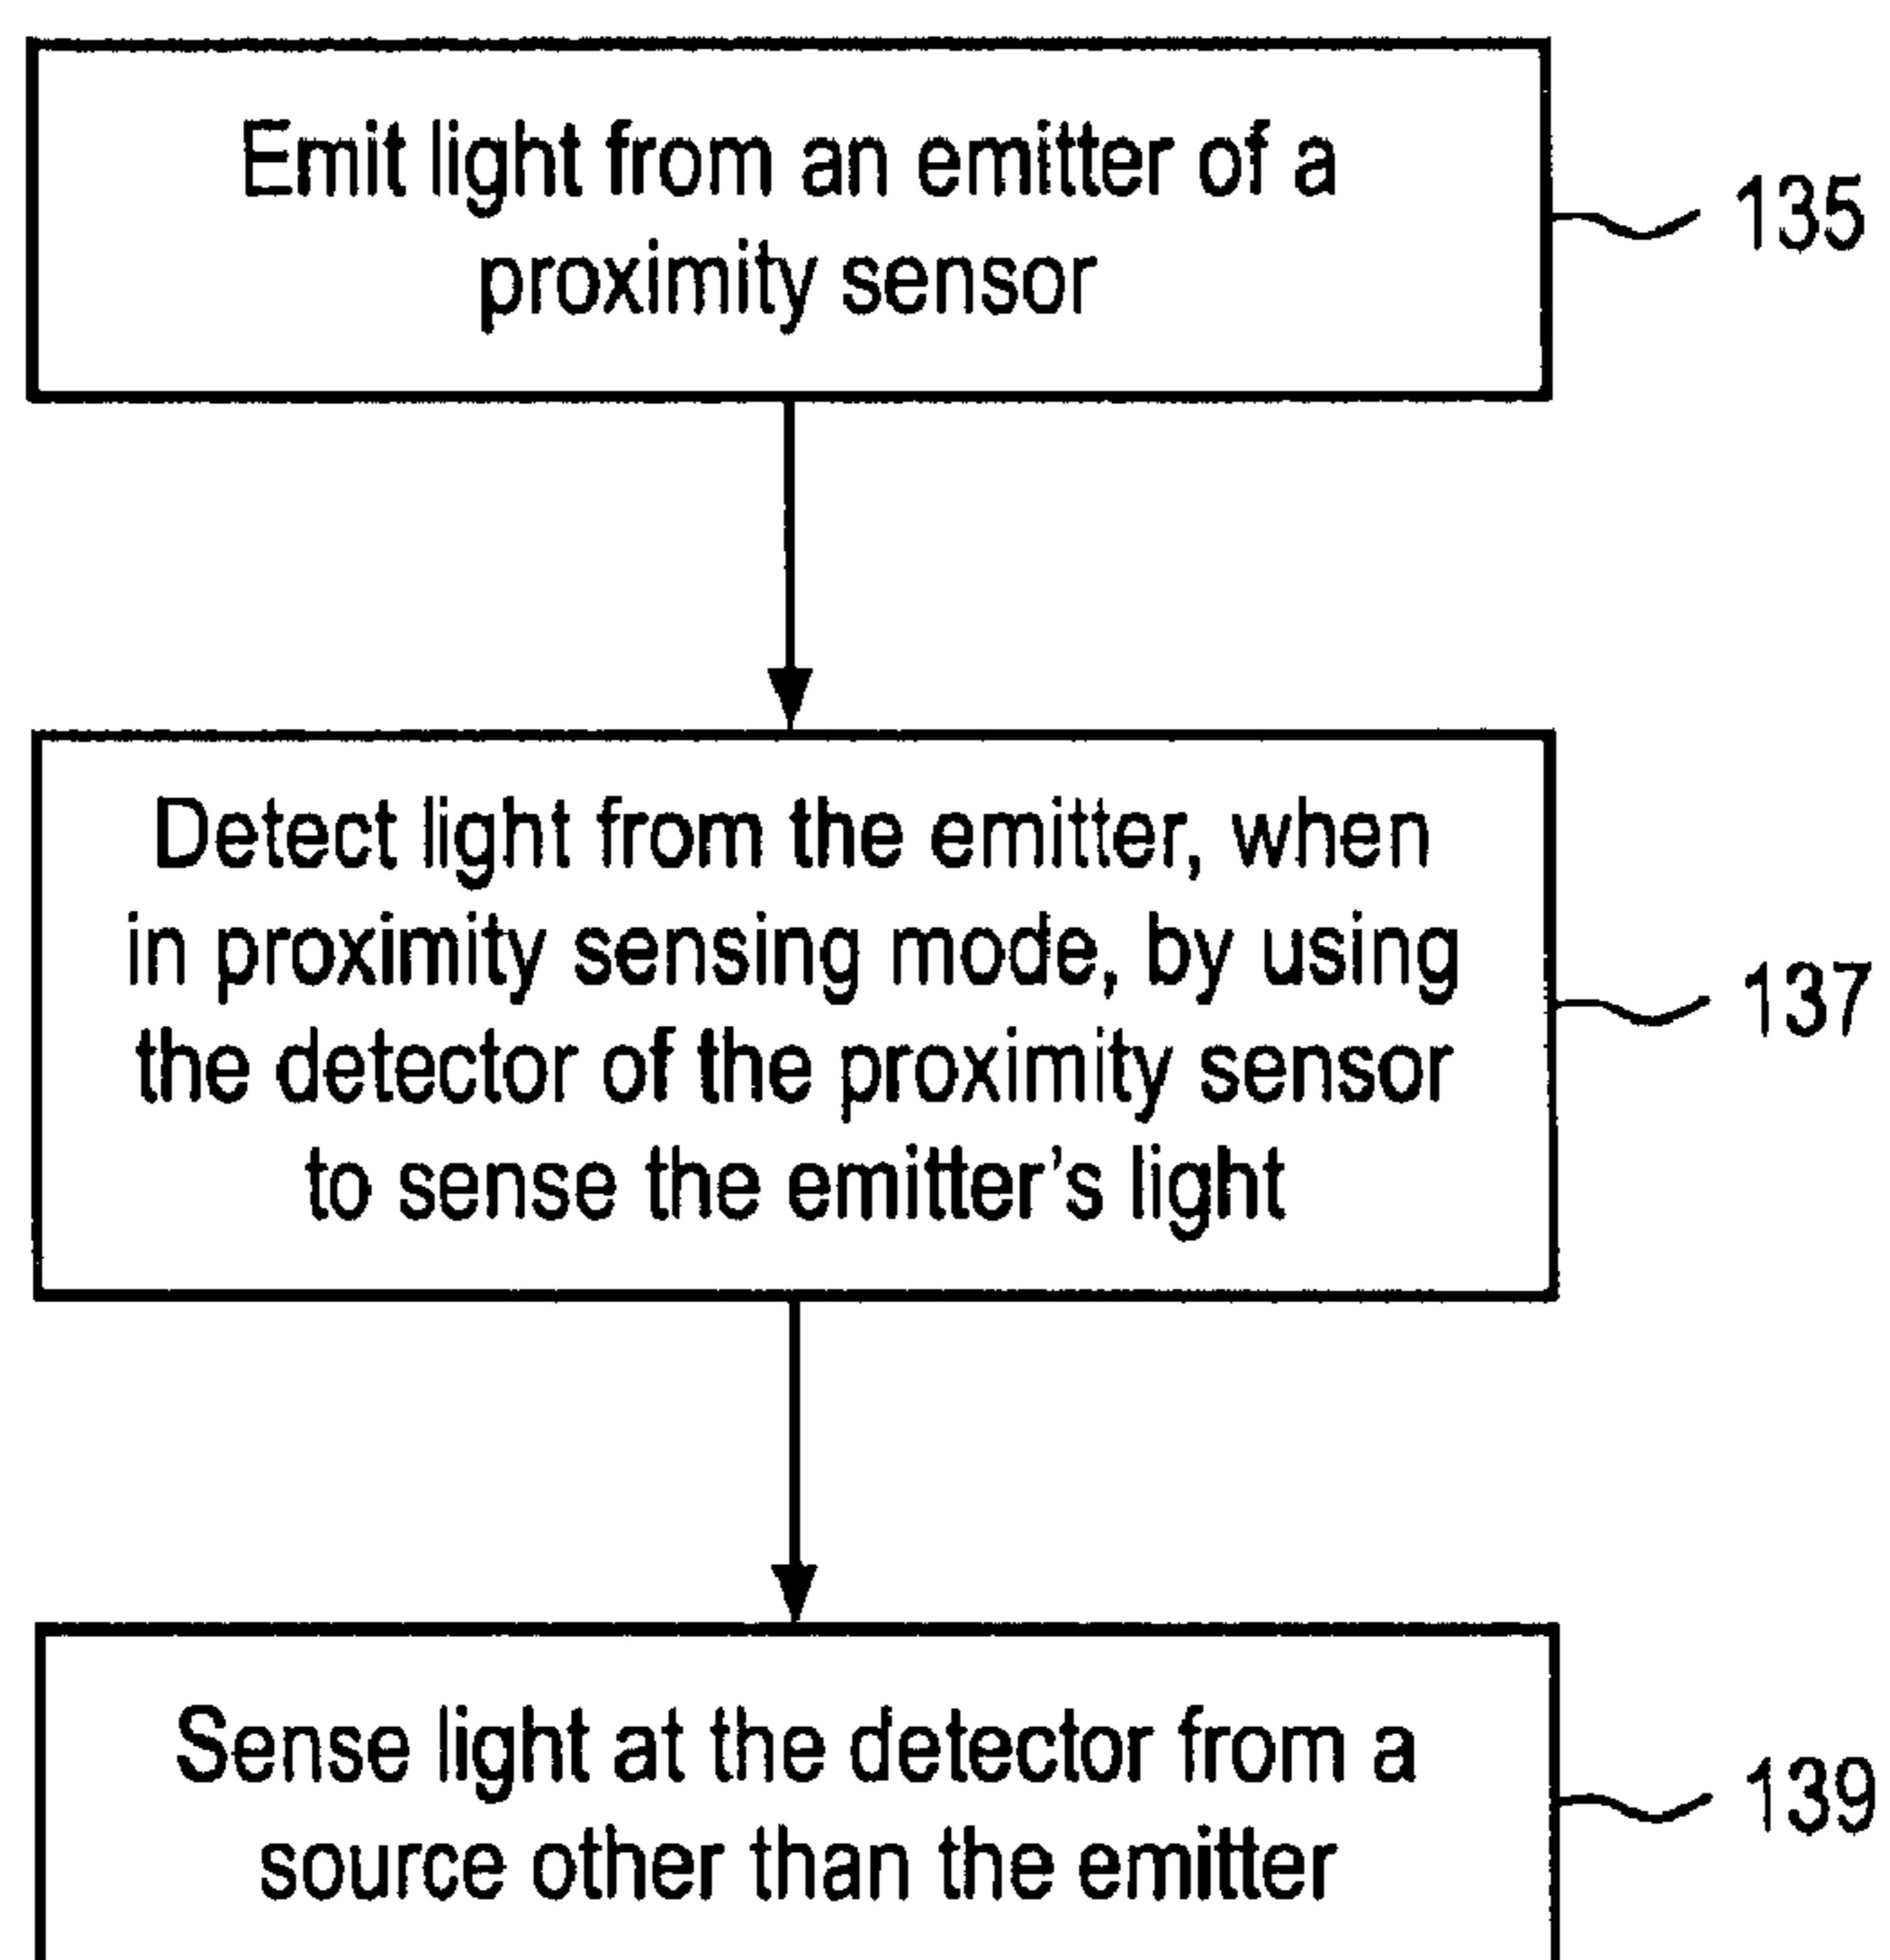 Emit light from an emitter of a
proximity sensor
135
Detect light from the emitter, when
in proximity sensing mode, by using
the detector of the proximity sensor
to sense the emitter's light
137
Sense light at the detector from a
source other than the emitter
139